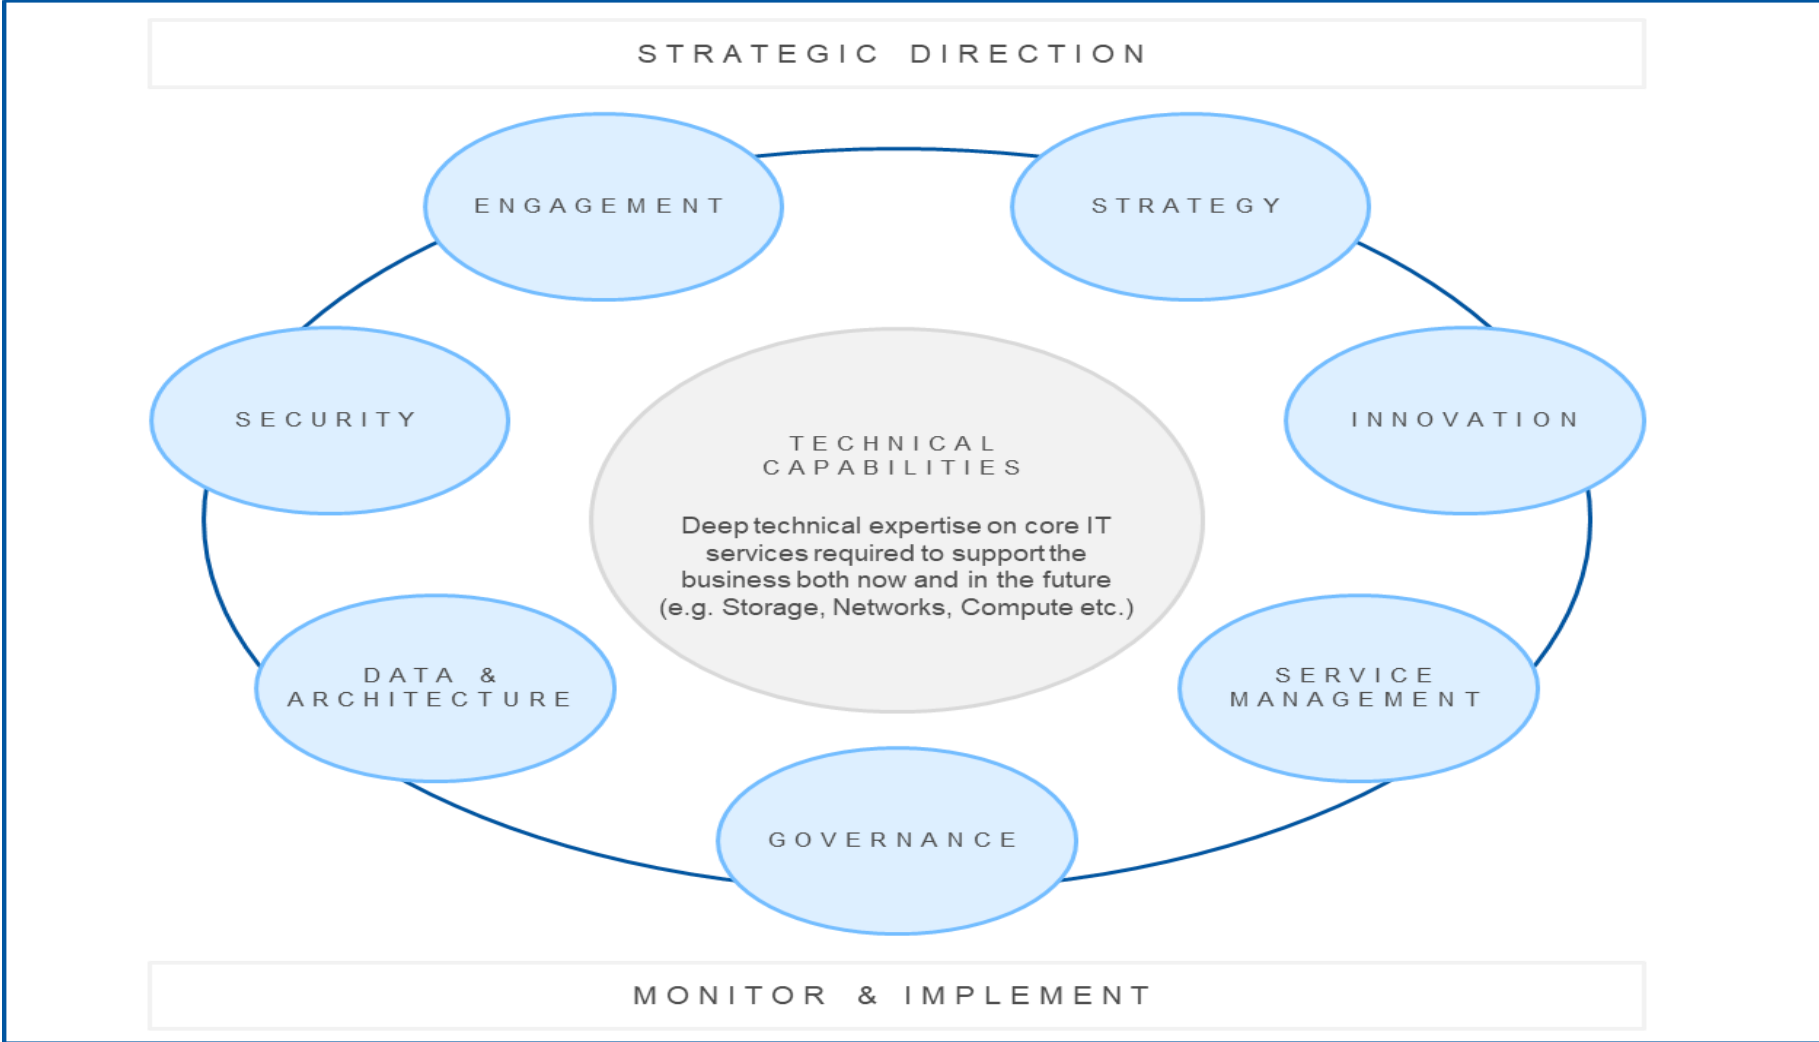 STRATEGIC DIRECTION
ENGAGEMENT
STRATEGY
SECURITY
INNOVATION
TECHNICAL
CAPABILITIES
Deep technical expertise on core IT
services required to support the
business both now and in the future
(e.g. Storage, Networks, Compute etc.)
DATA &
ARCHITECTURE
SERVICE
MANAGEMENT
GOVERNANCE
MONITOR & IMPLEMENT